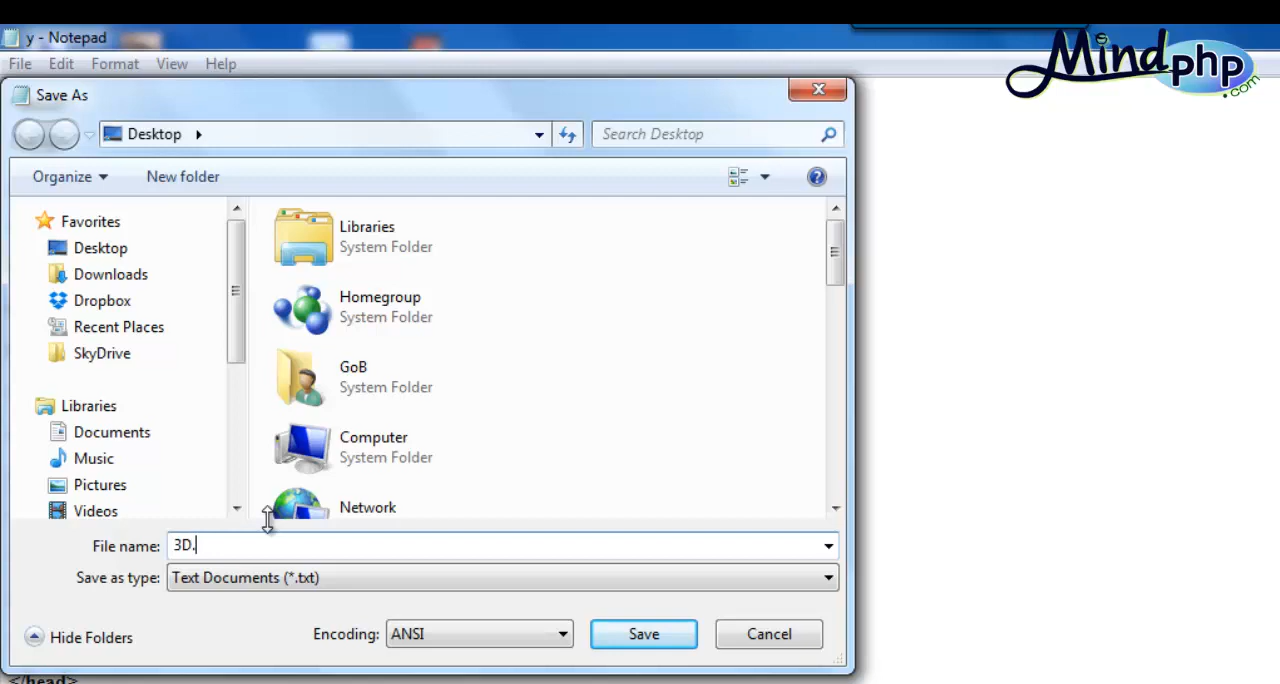 y - Notepad
Mindphp
.com
File Edit Format View Help
Save As
Desktop
Search Desktop
Organize New folder
Favorites
Desktop
Downloads
Dropbox
Recent Places
SkyDrive
Libraries
Documents
Music
Pictures
Videos
Libraries
System Folder
Homegroup
System Folder
GoB
System Folder
Computer
System Folder
Network
File name: 3D.
Save as type: Text Documents (*.txt)
Hide Folders
Encoding: ANSI
Save
Cancel
</head>